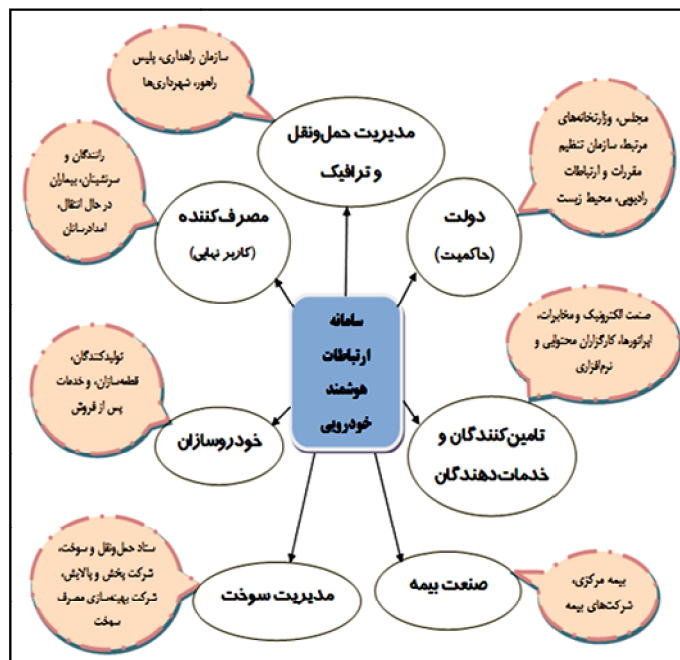 سازمان راهداری، پلیس
راهور، شهرداری‌ها
مدیریت حمل‌ونقل
و ترافیک
مجلس، وزارتخانه‌های
مرتبط، سازمان تنظیم
مقررات و ارتباطات
رادیویی، محیط زیست
دولت
(حاکمیت)
رانندگان و
سرنشینان، بیماران
در حال انتقال،
امدادرسانان
مصرف‌کننده
(کاربر نهایی)
سامانه
ارتباطات
هوشمند
خودرویی
صنعت الکترونیک و مخابرات،
اپراتورها، کارگزاران محتوایی و
نرم‌افزاری
تامین‌کنندگان و
خدمات‌دهندگان
تولیدکنندگان،
قطعه‌سازان، و خدمات
پس از فروش
خودروسازان
بیمه مرکزی،
شرکت‌های بیمه
صنعت بیمه
ستاد حمل‌ونقل و سوخت،
شرکت پخش و پالایش،
شرکت بهینه‌سازی مصرف
سوخت
مدیریت سوخت